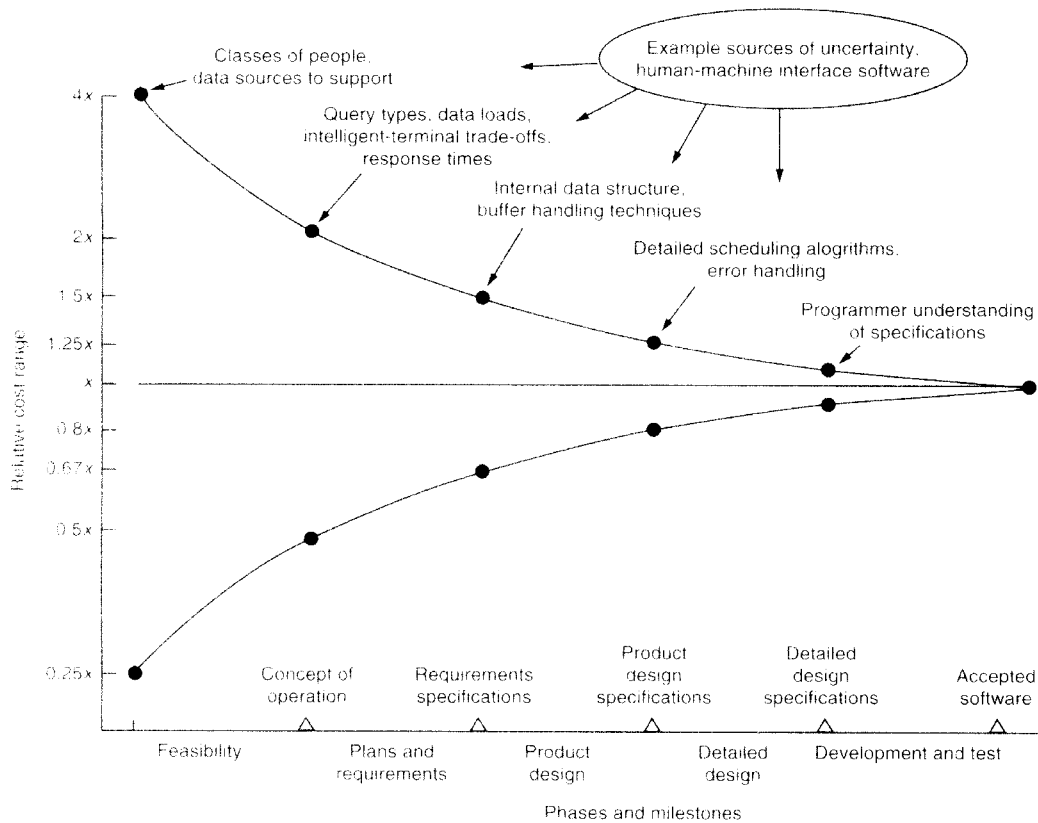 Example sources of uncertainty,
human-machine interface software
Classes of people,
data sources to support
Query types, data loads,
intelligent-terminal trade-offs,
response times
Internal data structure,
buffer handling techniques
Detailed scheduling alogrithms,
error handling
Programmer understanding
of specifications
Relative cost range
4x
2x
1.5x
1.25x
x
0.8x
0.67x
0.5x
0.25x
Concept of
operation
Requirements
specifications
Product
design
specifications
Detailed
design
specifications
Accepted
software
Feasibility
Plans and
requirements
Product
design
Detailed
design
Development and test
Phases and milestones